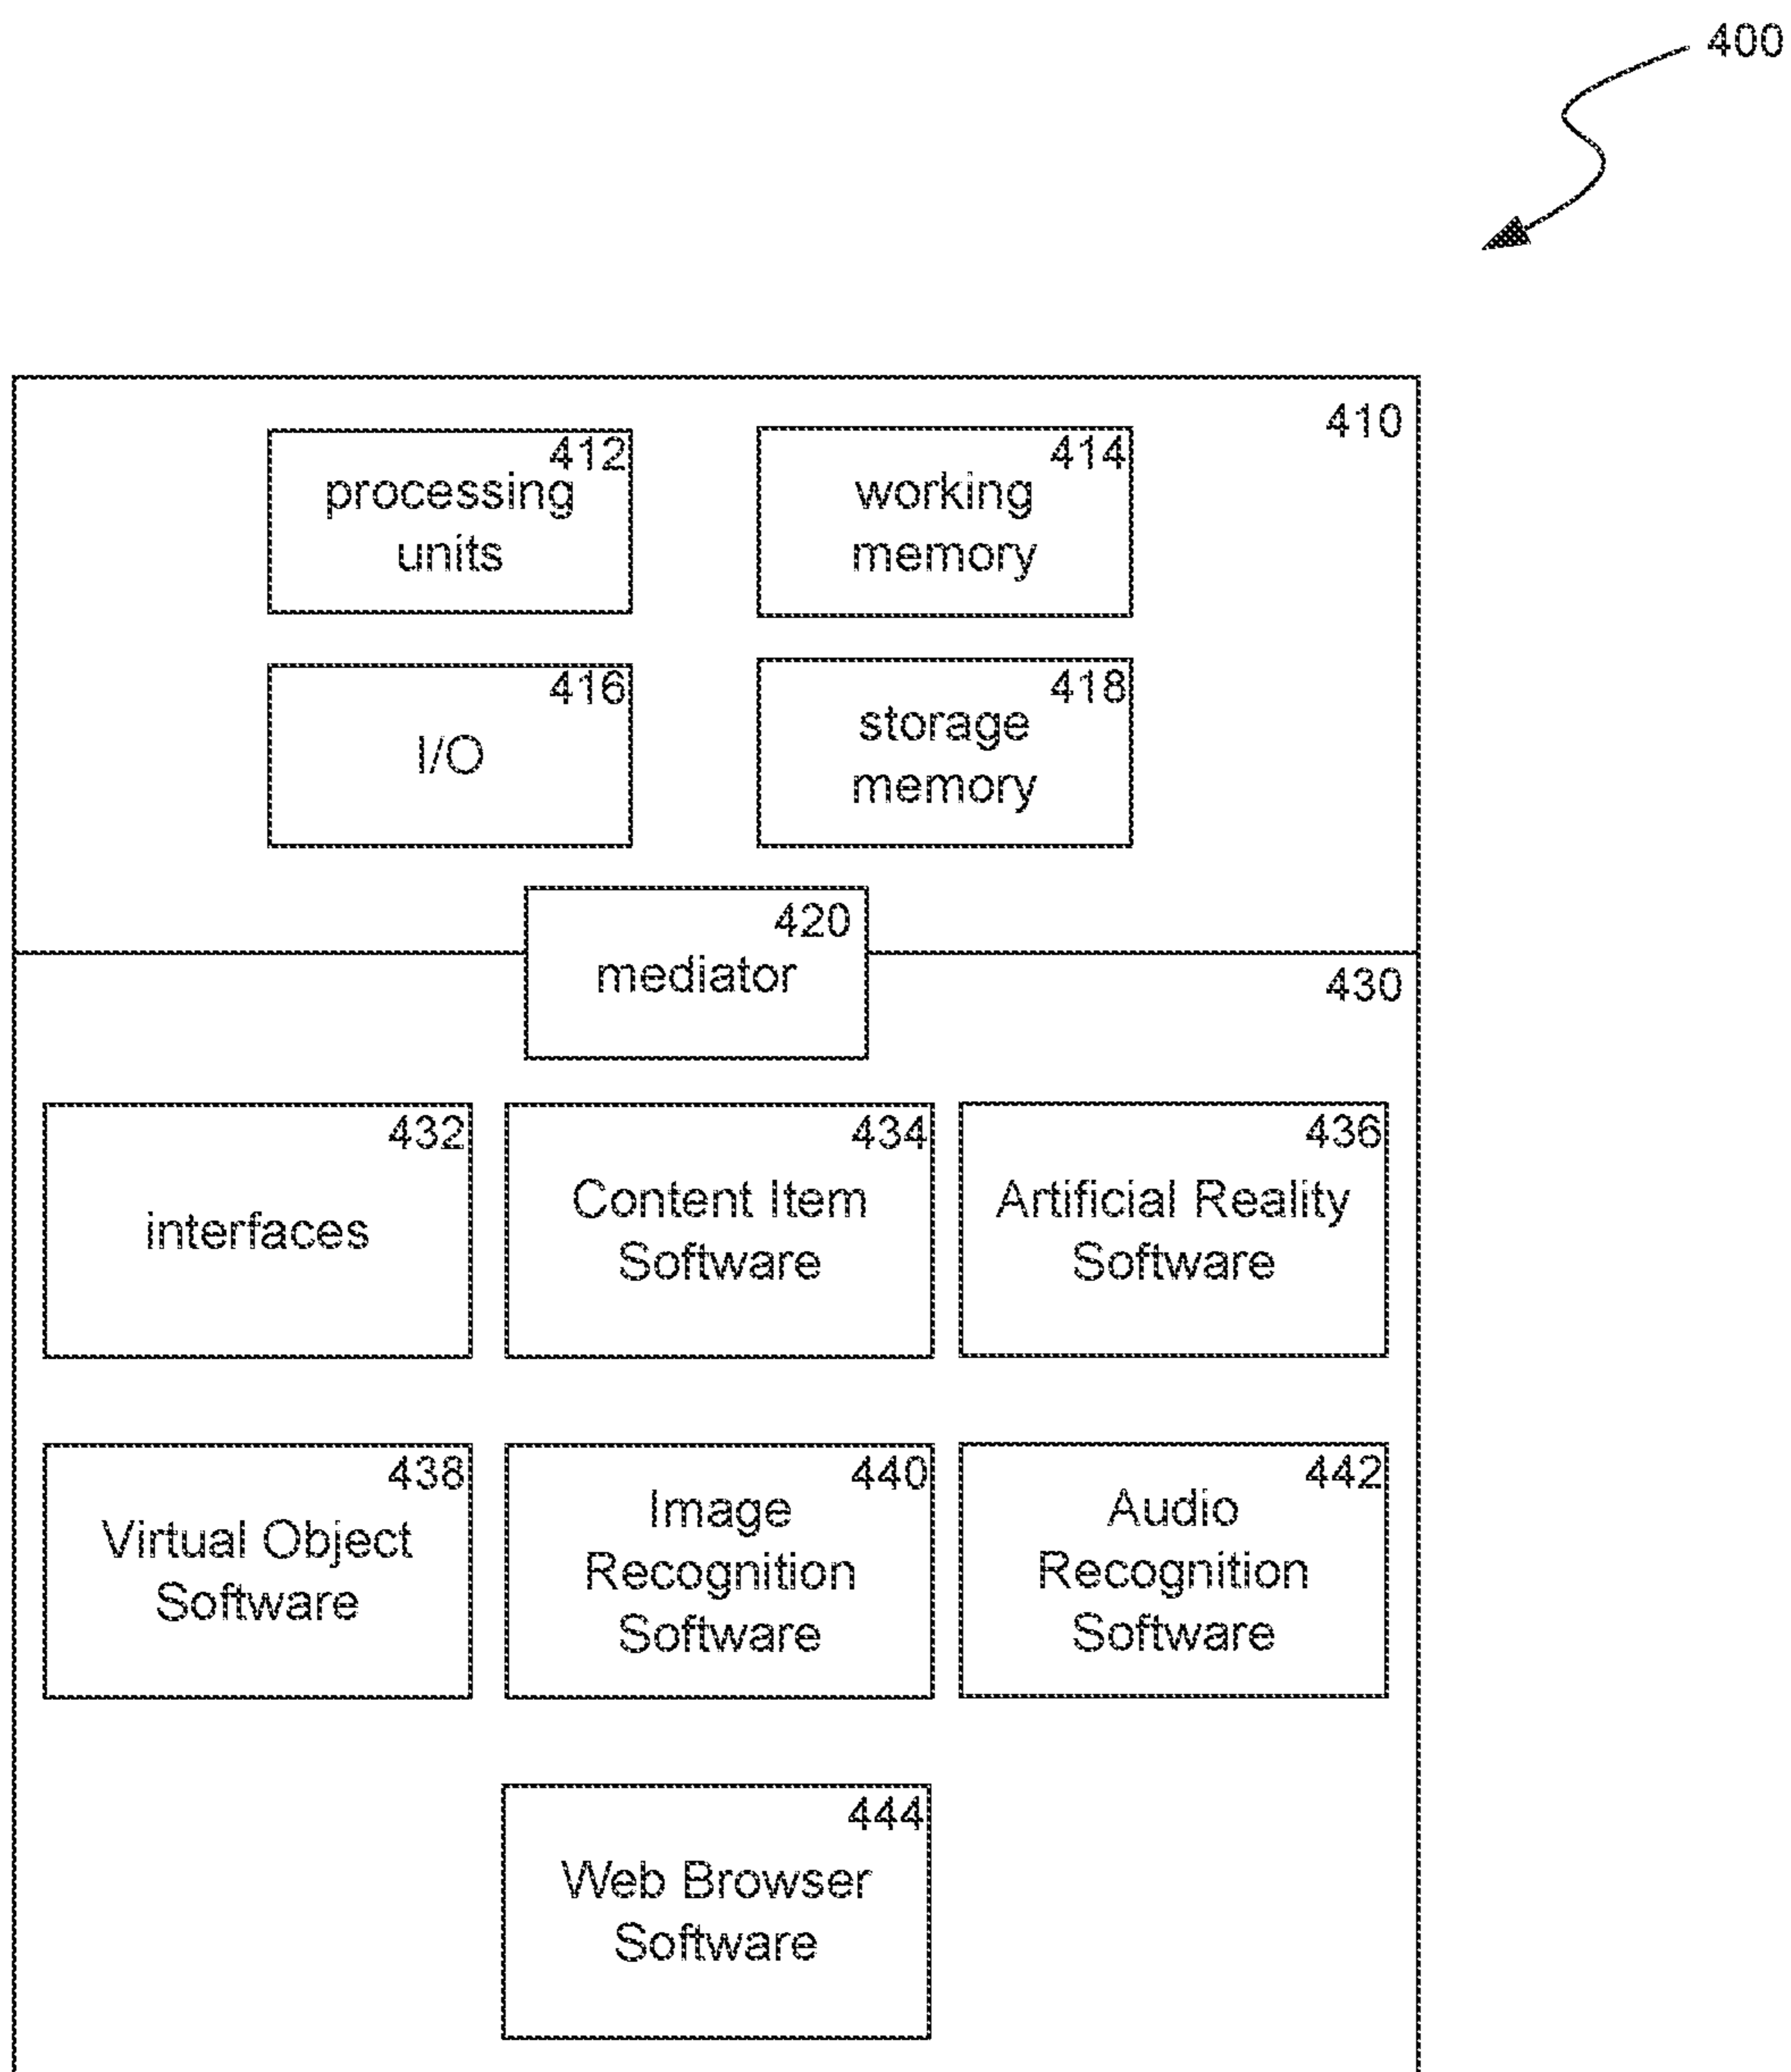 400
410
412
processing
units
414
working
memory
416
I/O
418
storage
memory
420
mediator
430
432
interfaces
434
Content Item
Software
436
Artificial Reality
Software
438
Virtual Object
Software
440
Image
Recognition
Software
442
Audio
Recognition
Software
444
Web Browser
Software